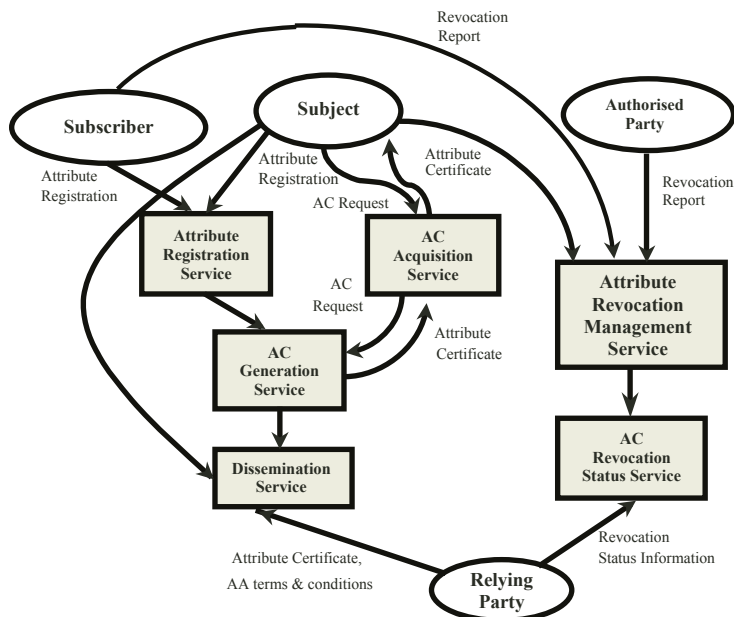 Revocation
Report
Subscriber
Subject
Authorised
Party
Attribute
Registration
Attribute
Registration
Attribute
Certificate
AC Request
Revocation
Report
Attribute
Registration
Service
AC
Acquisition
Service
AC
Request
Attribute
Revocation
Management
Service
Attribute
Certificate
AC
Generation
Service
AC
Revocation
Status Service
Dissemination
Service
Attribute Certificate,
AA terms & conditions
Revocation
Status Information
Relying
Party